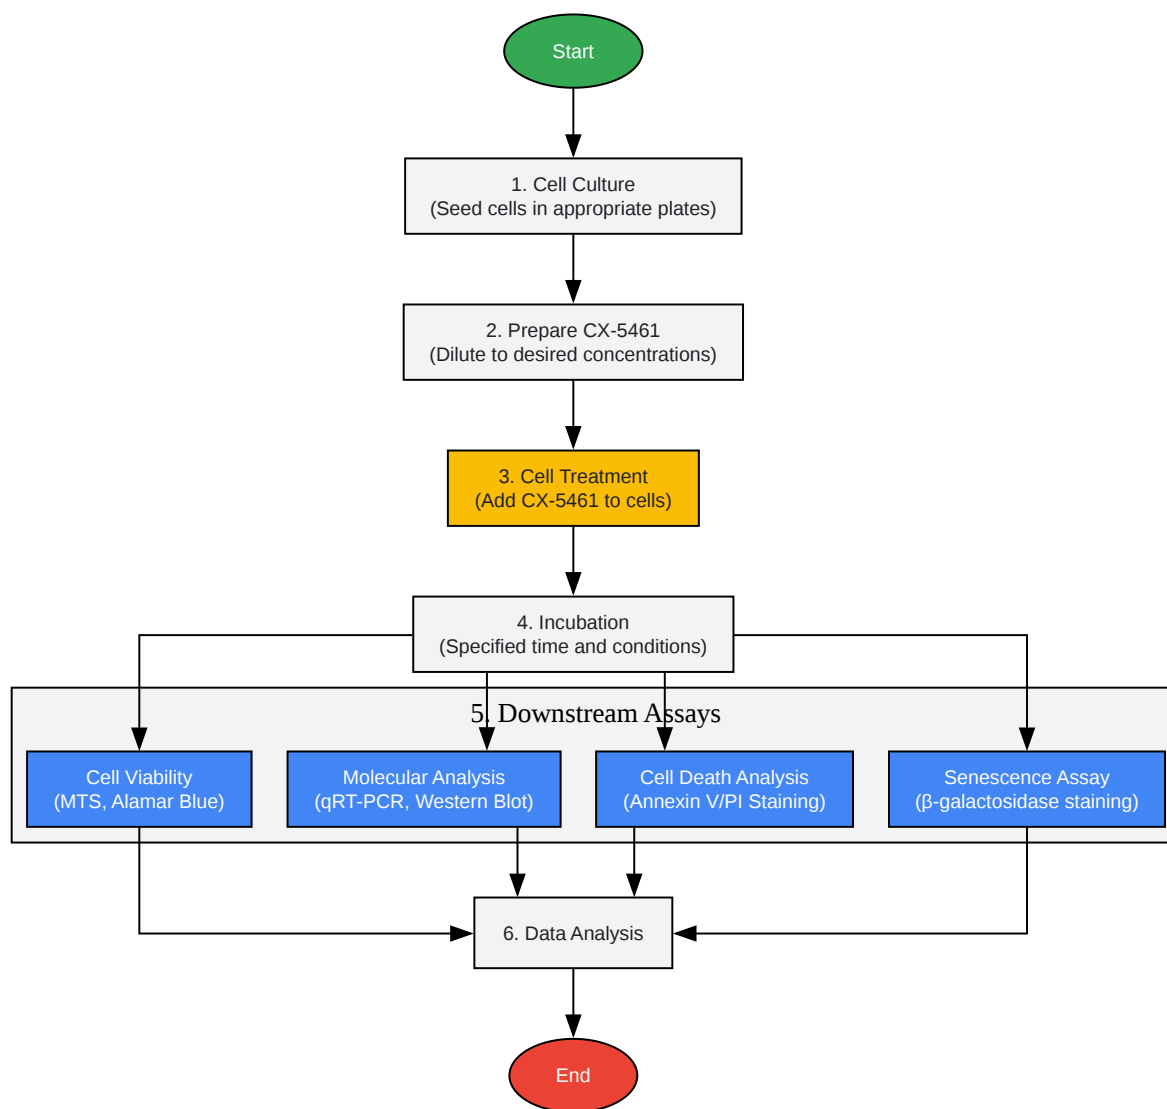 Start
1. Cell Culture
(Seed cells in appropriate plates)
2. Prepare CX-5461
(Dilute to desired concentrations)
3. Cell Treatment
(Add CX-5461 to cells)
4. Incubation
(Specified time and conditions)
5. Downstream Assays
Cell Viability
(MTS, Alamar Blue)
Molecular Analysis
(qRT-PCR, Western Blot)
Cell Death Analysis
(Annexin V/PI Staining)
Senescence Assay
(β-galactosidase staining)
6. Data Analysis
End